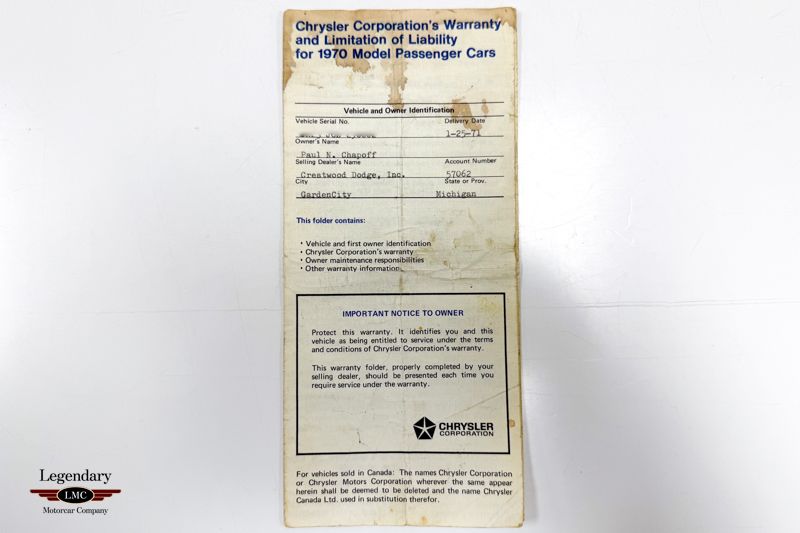 Chrysler Corporation's Warranty
and Limitation of Liability
for 1970 Model Passenger Cars
Vehicle and Owner Identification
Vehicle Serial No. Delivery Date
1-25-71
Owner's Name
Paul N. Chapoff
Selling Dealer's Name Account Number
Crestwood Dodge, Inc. 57062
City State or Prov.
GardenCity Michigan
This folder contains:
• Vehicle and first owner identification
• Chrysler Corporation's warranty
• Owner maintenance responsibilities
• Other warranty information
IMPORTANT NOTICE TO OWNER
Protect this warranty. It identifies you and this
vehicle as being entitled to service under the terms
and conditions of Chrysler Corporation's warranty.
This warranty folder, properly completed by your
selling dealer, should be presented each time you
require service under the warranty.
CHRYSLER
CORPORATION
For vehicles sold in Canada: The names Chrysler Corporation
or Chrysler Motors Corporation wherever the same appear
herein shall be deemed to be deleted and the name Chrysler
Canada Ltd. used in substitution therefor.
Legendary
LMC
Motorcar Company